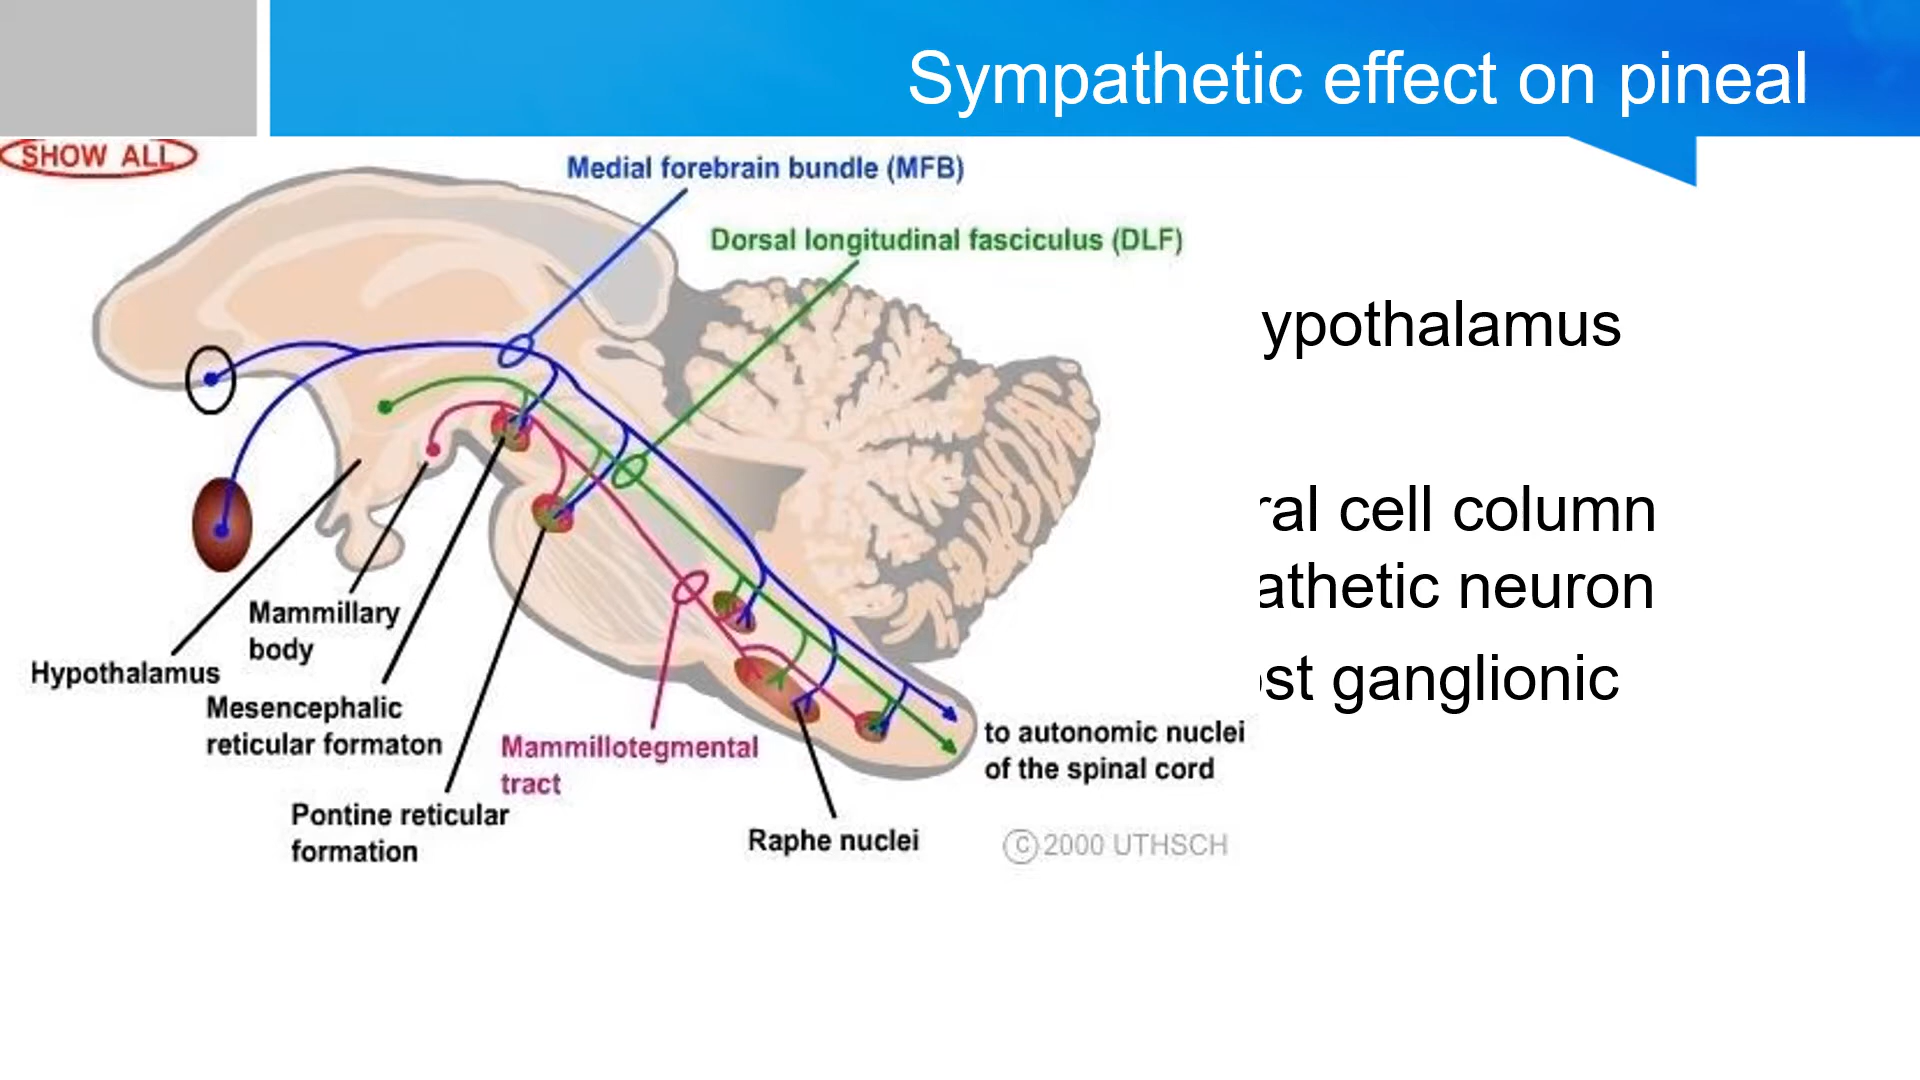 Sympathetic effect on pineal
SHOW ALL
Medial forebrain bundle (MFB)
Dorsal longitudinal fasciculus (DLF)
ypothalamus
ral cell column
athetic neuron
st ganglionic
Mammillary
body
Hypothalamus
Mesencephalic
reticular formaton
Mammillotegmental
tract
Pontine reticular
formation
Raphe nuclei
to autonomic nuclei
of the spinal cord
©2000 UTHSCH